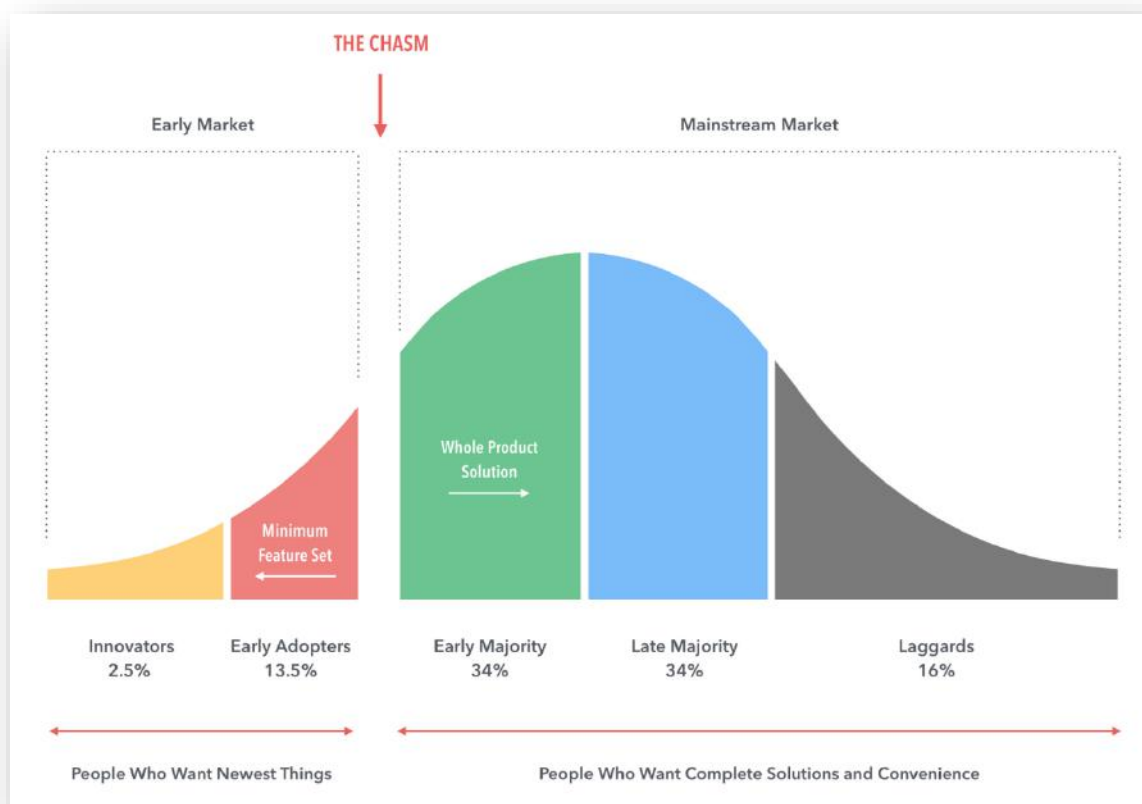 THE CHASM
Early Market
Mainstream Market
Whole Product
Solution
Minimum
Feature Set
Innovators
2.5%
Early Adopters
13.5%
Early Majority
34%
Late Majority
34%
Laggards
16%
People Who Want Newest Things
People Who Want Complete Solutions and Convenience